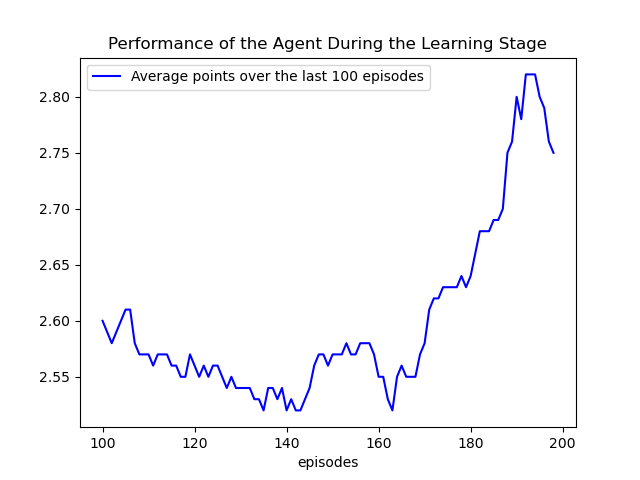 Performance of the Agent During the Learning Stage
Average points over the last 100 episodes
2.80
2.75
2.70
2.65
2.60
2.55
100 120 140 160 180 200
episodes